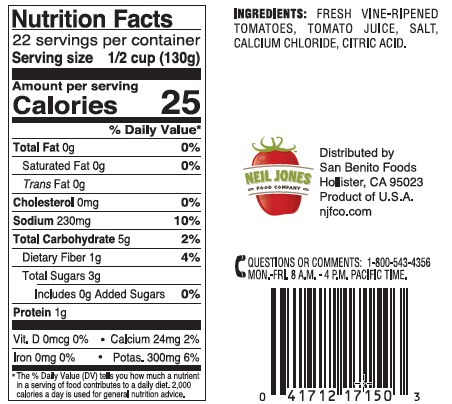 Nutrition Facts
22 servings per container
Serving size 1/2 cup (130g)
Amount per serving
Calories 25
% Daily Value*
Total Fat 0g 0%
Saturated Fat 0g 0%
Trans Fat 0g
Cholesterol 0mg 0%
Sodium 230mg 10%
Total Carbohydrate 5g 2%
Dietary Fiber 1g 4%
Total Sugars 3g
Includes 0g Added Sugars 0%
Protein 1g
Vit. D 0mcg 0% • Calcium 24mg 2%
Iron 0mg 0% • Potas. 300mg 6%
* The % Daily Value (DV) tells you how much a nutrient
in a serving of food contributes to a daily diet. 2,000
calories a day is used for general nutrition advice.
INGREDIENTS: FRESH VINE-RIPENED
TOMATOES, TOMATO JUICE, SALT,
CALCIUM CHLORIDE, CITRIC ACID.
NEIL JONES
FOOD COMPANY
Distributed by
San Benito Foods
Hollister, CA 95023
Product of U.S.A.
njfco.com
QUESTIONS OR COMMENTS: 1-800-543-4356
MON.-FRI. 8 A.M. - 4 P.M. PACIFIC TIME.
0 41712 17150 3